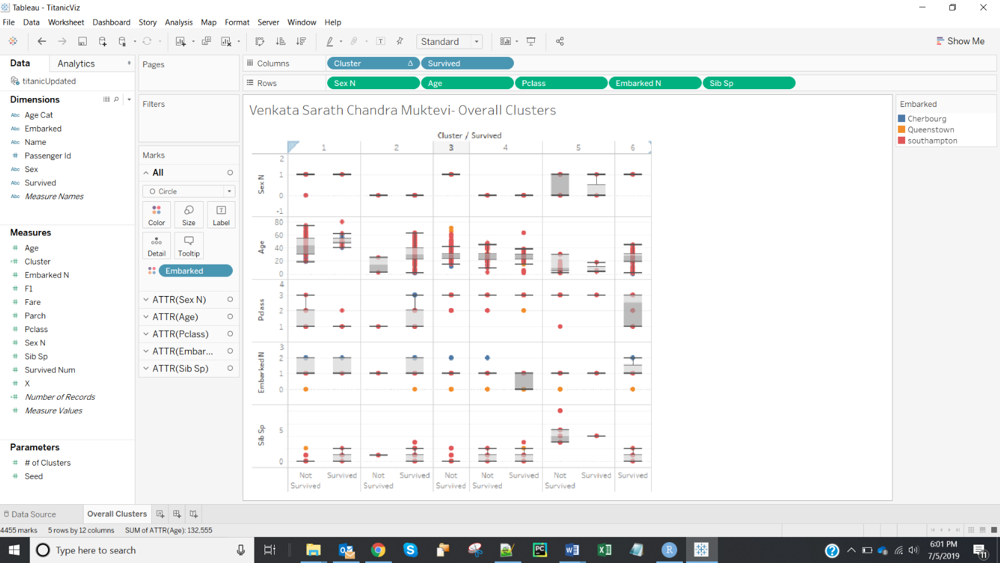 Tableau - TitanicViz
File Data Worksheet Dashboard Story Analysis Map Format Server Window Help
Standard
Show Me
Data Analytics
titanicUpdated
Dimensions
Abc Age Cat
Abc Embarked
Abc Name
# Passenger Id
Abc Sex
Abc Survived
Abc Measure Names
Measures
# Age
=# Cluster
# Embarked N
# F1
# Fare
# Parch
# Pclass
# Sex N
# Sib Sp
# Survived Num
# X
=# Number of Records
# Measure Values
Parameters
# # of Clusters
# Seed
Pages
Filters
Marks
All
Circle
Color Size Label
Detail Tooltip
Embarked
ATTR(Sex N)
ATTR(Age)
ATTR(Pclass)
ATTR(Embar...
ATTR(Sib Sp)
Columns Cluster Δ Survived
Rows Sex N Age Pclass Embarked N Sib Sp
Venkata Sarath Chandra Muktevi- Overall Clusters
Cluster / Survived
1 2 3 4 5 6
Sex N
2
1
0
-1
Age
80
60
40
20
0
Pclass
4
3
2
1
Embarked N
3
2
1
0
Sib Sp
5
0
Not Survived Survived Not Survived Survived Not Survived Not Survived Survived Not Survived Survived Survived
Embarked
Cherbourg
Queenstown
southampton
Data Source Overall Clusters
4455 marks 5 rows by 12 columns SUM of ATTR(Age): 132,555
Type here to search
6:01 PM
7/5/2019
11